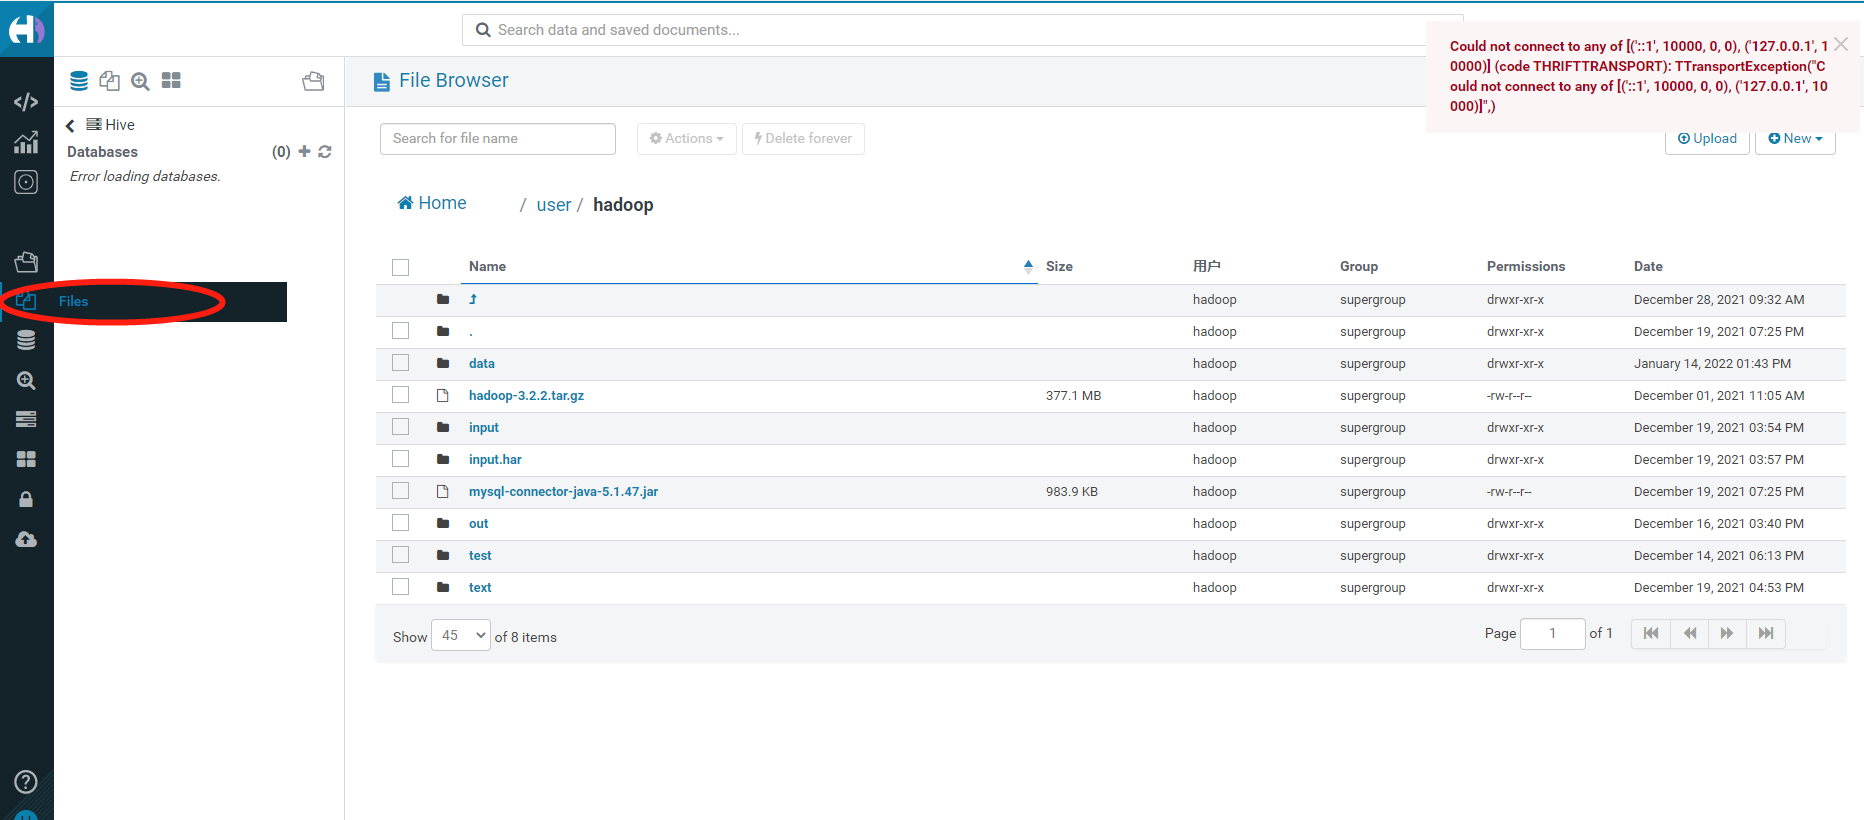 Search data and saved documents...
Could not connect to any of [('::1', 10000, 0, 0), ('127.0.0.1', 1
0000)] (code THRIFTTRANSPORT): TTransportException("C
ould not connect to any of [('::1', 10000, 0, 0), ('127.0.0.1', 10
000)]",)
File Browser
Hive
Databases (0)
Error loading databases.
Search for file name Actions Delete forever Upload New
Home / user / hadoop
Name Size 用户 Group Permissions Date
hadoop supergroup drwxr-xr-x December 28, 2021 09:32 AM
Files
. hadoop supergroup drwxr-xr-x December 19, 2021 07:25 PM
data hadoop supergroup drwxr-xr-x January 14, 2022 01:43 PM
hadoop-3.2.2.tar.gz 377.1 MB hadoop supergroup -rw-r--r-- December 01, 2021 11:05 AM
input hadoop supergroup drwxr-xr-x December 19, 2021 03:54 PM
input.har hadoop supergroup drwxr-xr-x December 19, 2021 03:57 PM
mysql-connector-java-5.1.47.jar 983.9 KB hadoop supergroup -rw-r--r-- December 19, 2021 07:25 PM
out hadoop supergroup drwxr-xr-x December 16, 2021 03:40 PM
test hadoop supergroup drwxr-xr-x December 14, 2021 06:13 PM
text hadoop supergroup drwxr-xr-x December 19, 2021 04:53 PM
Show 45 of 8 items Page 1 of 1